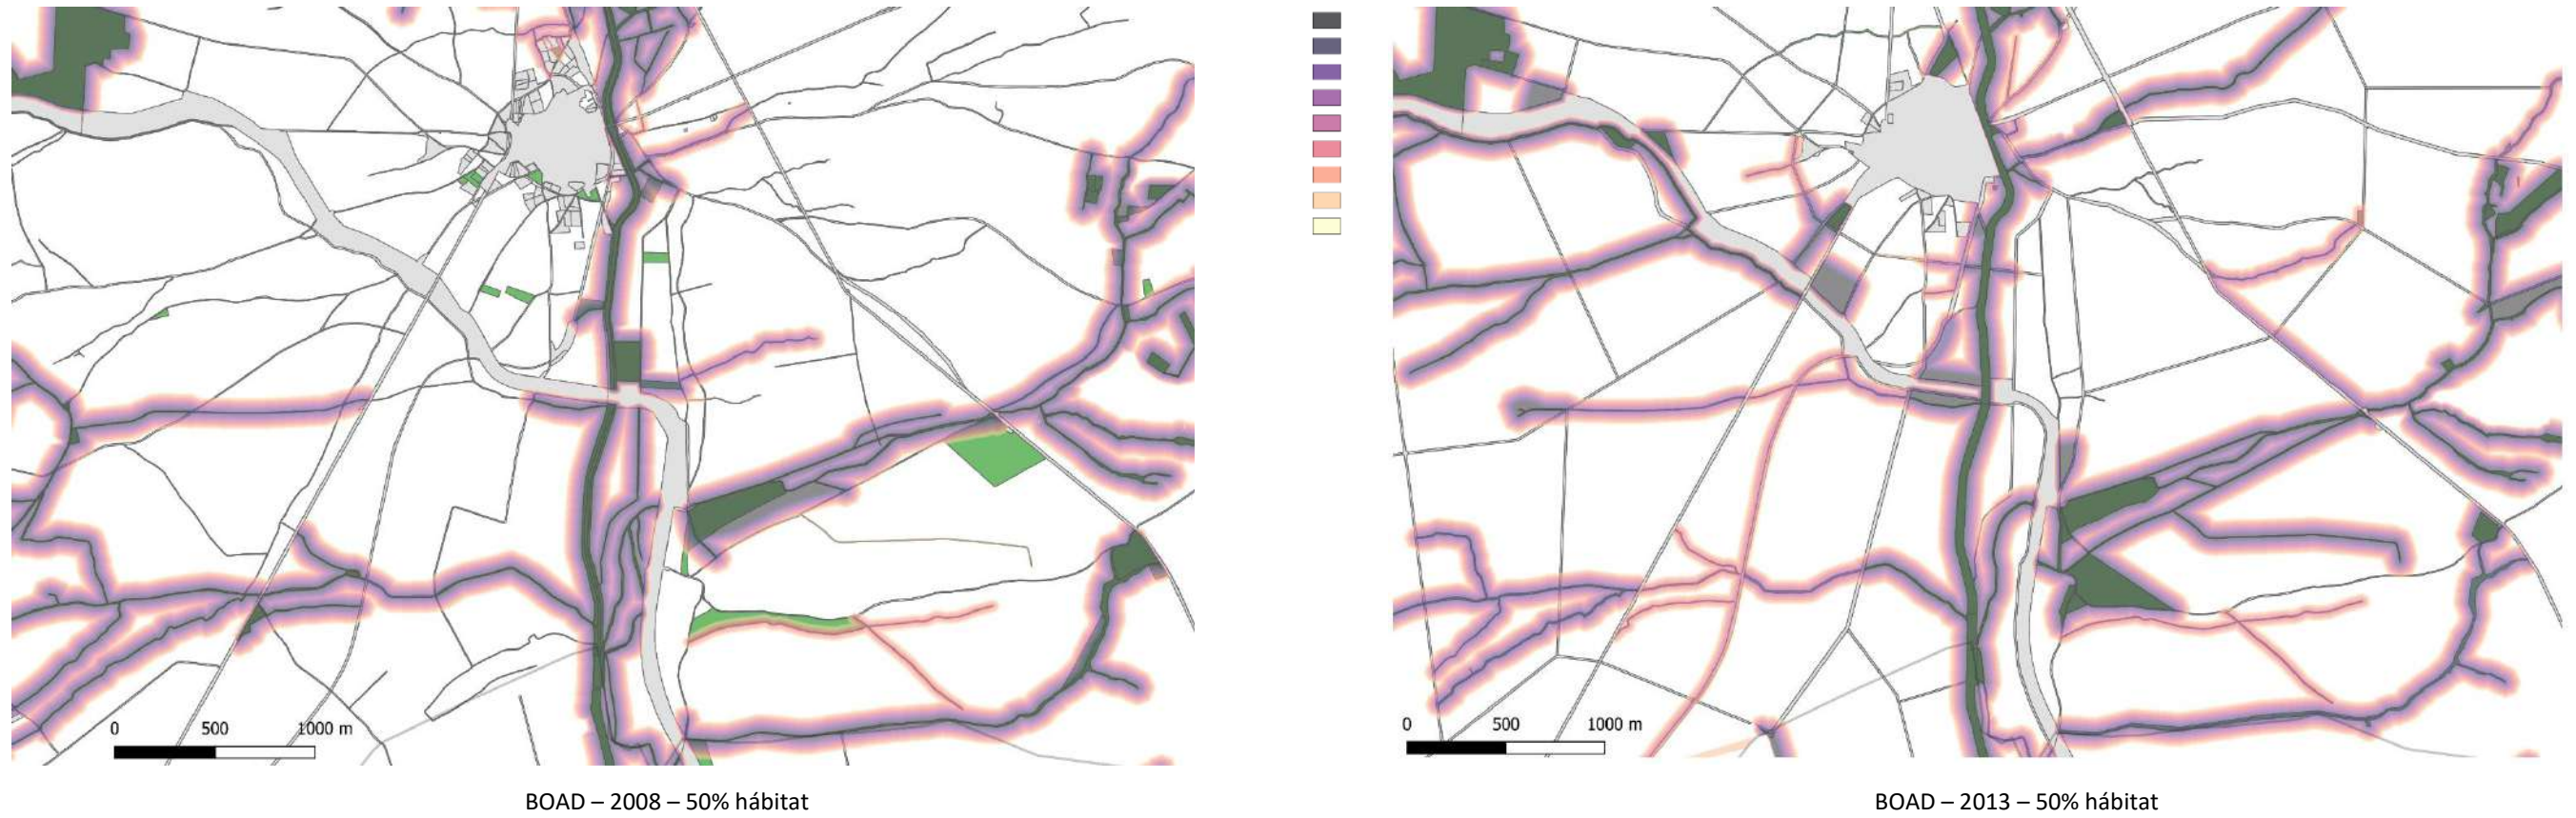 0 500 1000 m
0 500 1000 m
BOAD – 2008 – 50% hábitat
BOAD – 2013 – 50% hábitat